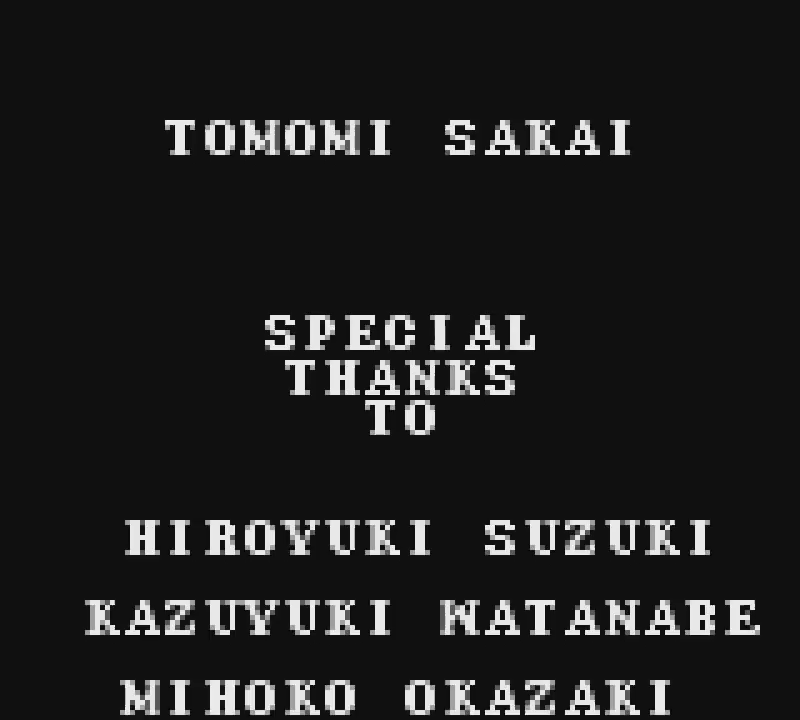 TOMOMI SAKAI
SPECIAL
THANKS
TO
HIROYUKI SUZUKI
KAZUYUKI WATANABE
MIHOKO OKAZAKI